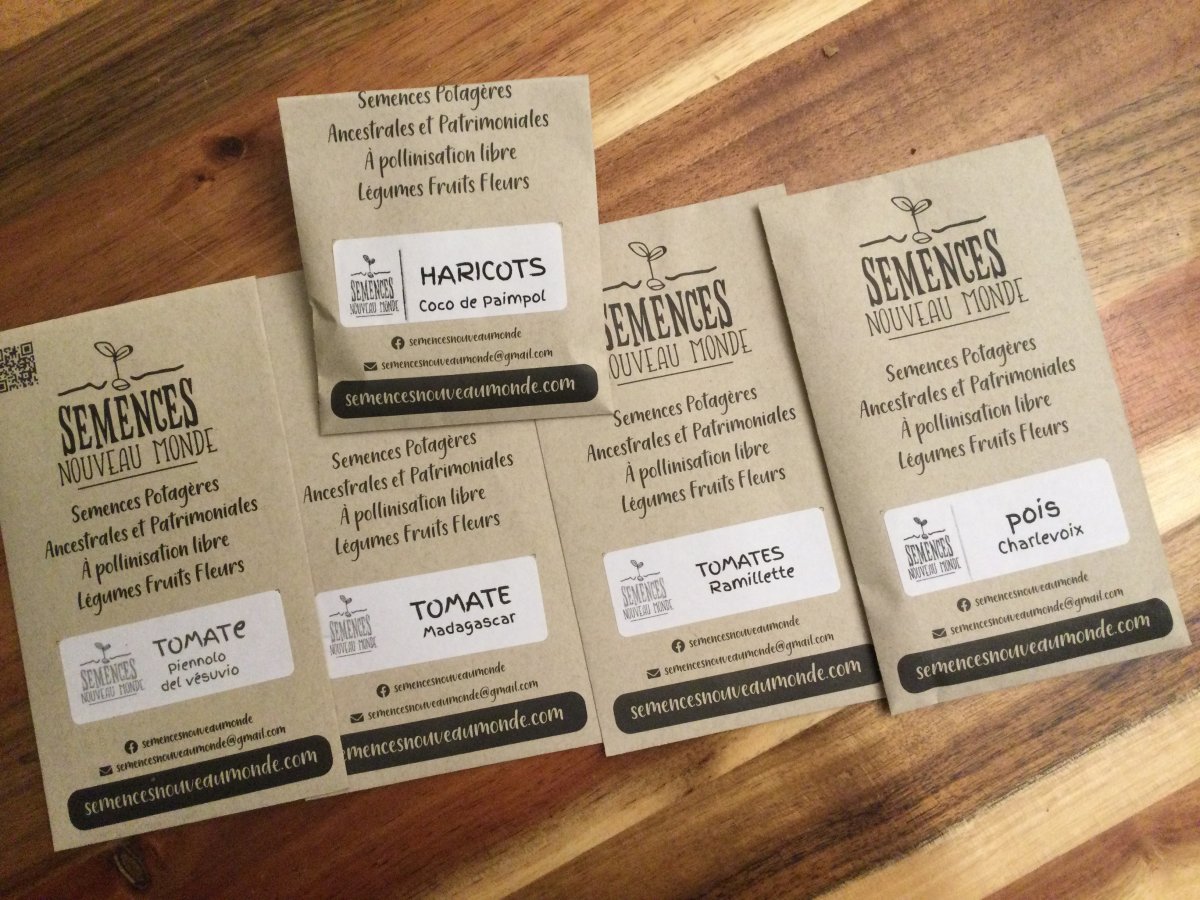 Semences Potagères
Ancestrales et Patrimoniales
À pollinisation libre
Légumes Fruits Fleurs
SEMENCES
NOUVEAU MONDE
HARICOTS
Coco de Paimpol
semencesnouveaumonde
semencesnouveaumonde@gmail.com
semencesnouveaumonde.com
SEMENCES
NOUVEAU MONDE
Semences Potagères
Ancestrales et Patrimoniales
À pollinisation libre
Légumes Fruits Fleurs
SEMENCES
NOUVEAU MONDE
TOMATE
Piennolo
del vésuvio
semencesnouveaumonde
semencesnouveaumonde@gmail.com
semencesnouveaumonde.com
Semences Potagères
Ancestrales et Patrimoniales
À pollinisation libre
Légumes Fruits Fleurs
SEMENCES
NOUVEAU MONDE
TOMATE
Madagascar
semencesnouveaumonde
semencesnouveaumonde@gmail.com
emencesnouveaumonde.com
SEMENCES
OUVEAU MONDE
Semences Potagères
Ancestrales et Patrimoniales
À pollinisation libre
Légumes Fruits Fleurs
SEMENCES
NOUVEAU MONDE
TOMATES
Ramillette
semencesnouveaumonde
semencesnouveaumonde@gmail.com
semencesnouveaumonde.com
SEMENCES
NOUVEAU MONDE
Semences Potagères
Ancestrales et Patrimoniales
À pollinisation libre
Légumes Fruits Fleurs
SEMENCES
NOUVEAU MONDE
pois
Charlevoix
semencesnouveaumonde
semencesnouveaumonde@gmail.com
semencesnouveaumonde.com